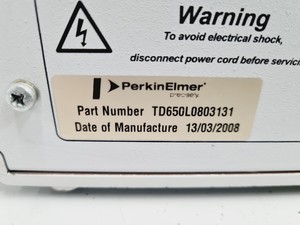 Warning
To avoid electrical shock,
disconnect power cord before servic
PerkinElmer
precisely.
Part Number TD650L0803131
Date of Manufacture 13/03/2008